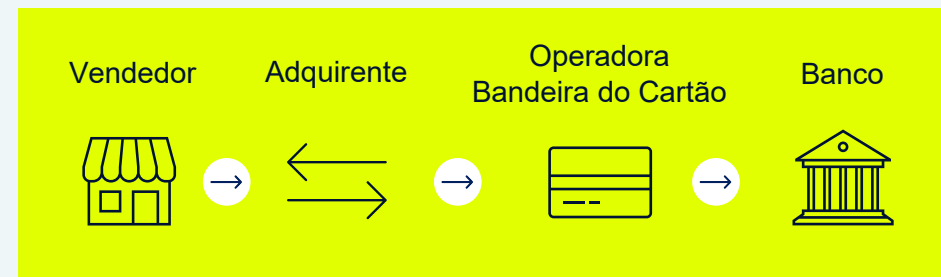 Vendedor
Adquirente
Operadora
Bandeira do Cartão
Banco